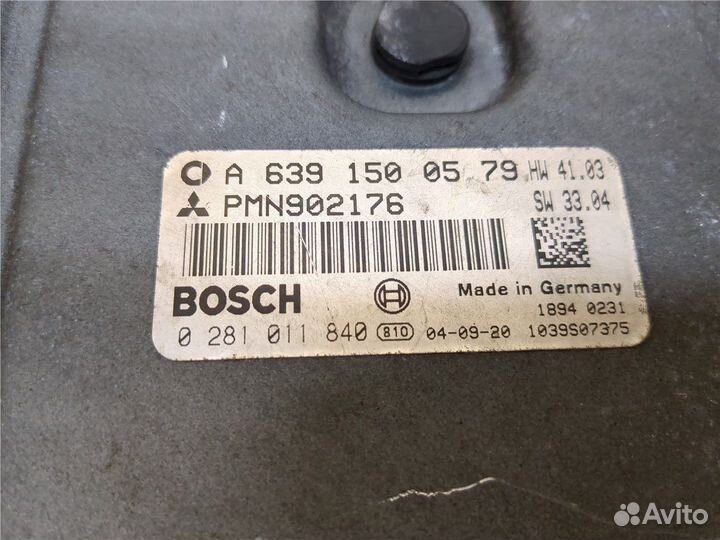 A 639 150 05 79 HW 41.03
PMN902176 SW 33.04
BOSCH Made in Germany
1894 0231
0 281 011 840 810 04-09-20 1039S07375
Avito